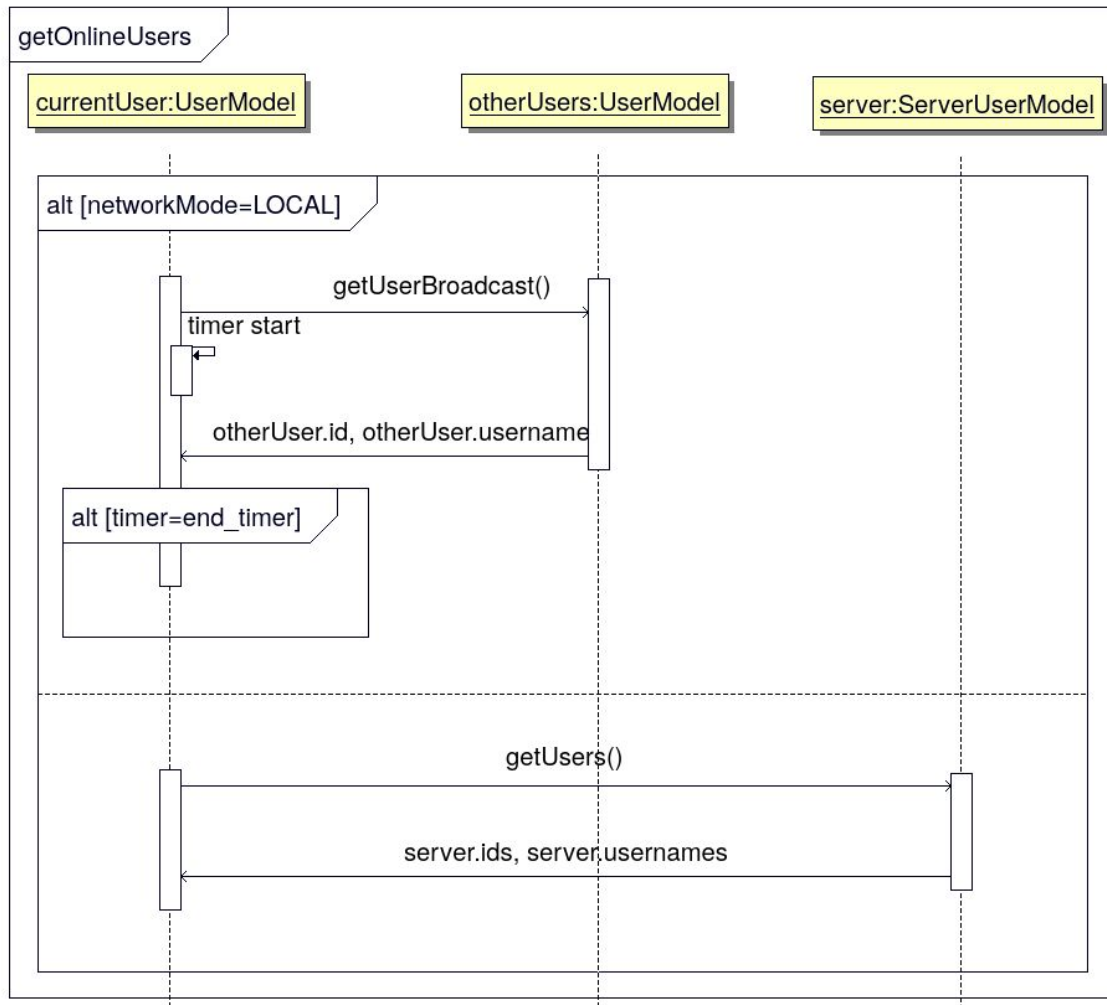 getOnlineUsers
currentUser:UserModel
otherUsers:UserModel
server:ServerUserModel
alt [networkMode=LOCAL]
getUserBroadcast()
timer start
otherUser.id, otherUser.username
alt [timer=end_timer]
getUsers()
server.ids, server.usernames